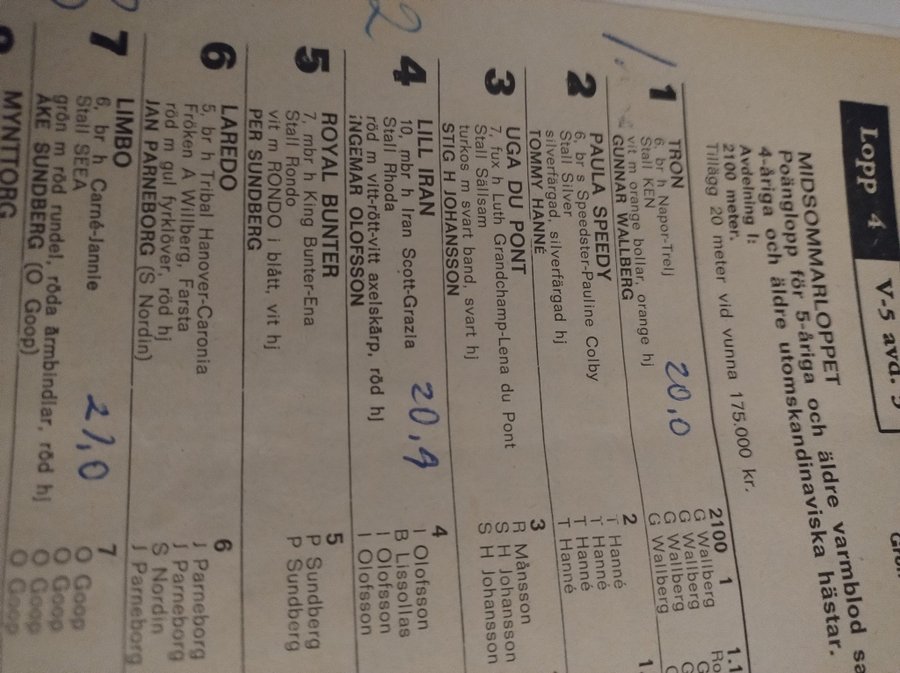 Lopp 4 V-5 avd. 5
MIDSOMMARLOPPET
Poänglopp för 5-åriga och äldre varmblod
4-åriga och äldre utomskandinaviska hästar.
Avdelning I:
2100 meter.
Tillägg 20 meter vid vunna 175.000 kr.
2100 1 1.1
1 TRON
6, br h Napor-Trelj
Stall KEN
vit m orange bollar, orange hj
GUNNAR WALLBERG
20,0
G Wallberg
G Wallberg
G Wallberg
G Wallberg
2 PAULA SPEEDY
6, br s Speedster-Pauline Colby
Stall Silver
silverfärgad, silverfärgad hj
TOMMY HANNÉ
2
T Hanné
T Hanné
T Hanné
T Hanné
3 UGA DU PONT
7, fux h Luth Grandchamp-Lena du Pont
Stall Sällsam
turkos m svart band, svart hj
STIG H JOHANSSON
3
R Månsson
S H Johansson
S H Johansson
4 LILL IRAN
10, mbr h Iran Scott-Grazia
Stall Rhoda
röd m vitt-rött-vitt axelskärp, röd hj
INGEMAR OLOFSSON
2
20,9
4
I Olofsson
B Lissollas
I Olofsson
I Olofsson
5 ROYAL BUNTER
7, mbr h King Bunter-Ena
Stall Rondo
vit m RONDO i blått, vit hj
PER SUNDBERG
5
P Sundberg
P Sundberg
6 LAREDO
5, br h Tribal Hanover-Caronia
Fröken A Willberg, Farsta
röd m gul fyrklöver, röd hj
JAN PARNEBORG (S Nordin)
6
J Parneborg
J Parneborg
S Nordin
J Parneborg
7 LIMBO
6, br h Carné-Jannie
Stall SEEA
grön m röd rundel, röda ärmbindlar, röd hj
ÅKE SUNDBERG (O Goop)
21,0
7
O Goop
O Goop
O Goop
O Goop
MYNTTORG